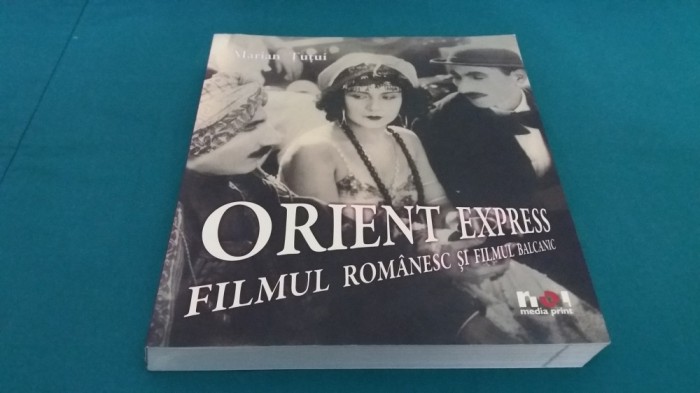 Marian Țuțui
ORIENT EXPRESS
FILMUL ROMÂNESC ȘI FILMUL BALCANIC
noi
media print